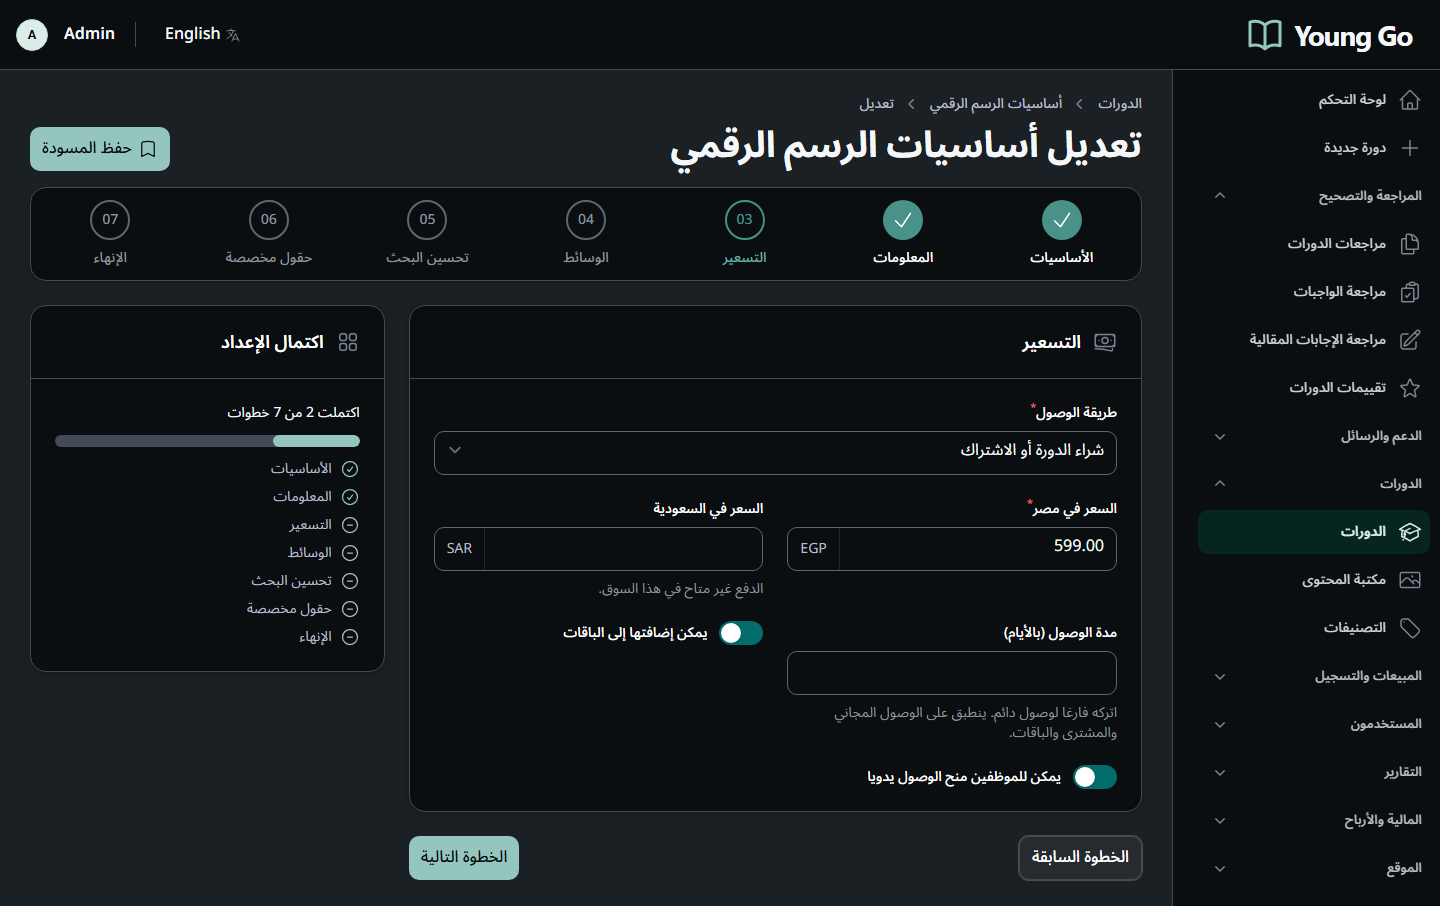 Young Go
English
Admin
A
لوحة التحكم
دورة جديدة
المراجعة والتصحيح
مراجعات الدورات
مراجعة الواجبات
مراجعة الإجابات المقالية
تقييمات الدورات
الدعم والرسائل
الدورات
الدورات
مكتبة المحتوى
التصنيفات
المبيعات والتسجيل
المستخدمون
التقارير
المالية والأرباح
الموقع
الدورات
أساسيات الرسم الرقمي
تعديل
تعديل أساسيات الرسم الرقمي
حفظ المسودة
الأساسيات
المعلومات
03
التسعير
04
الوسائط
05
تحسين البحث
06
حقول مخصصة
07
الإنهاء
التسعير
طريقة الوصول*
شراء الدورة أو الاشتراك
السعر في مصر*
599.00
EGP
السعر في السعودية
SAR
الدفع غير متاح في هذا السوق.
مدة الوصول (بالأيام)
اتركه فارغا لوصول دائم. ينطبق على الوصول المجاني
والمشترى والباقات.
يمكن إضافتها إلى الباقات
يمكن للموظفين منح الوصول يدويا
الخطوة السابقة
الخطوة التالية
اكتمال الإعداد
اكتملت 2 من 7 خطوات
الأساسيات
المعلومات
التسعير
الوسائط
تحسين البحث
حقول مخصصة
الإنهاء